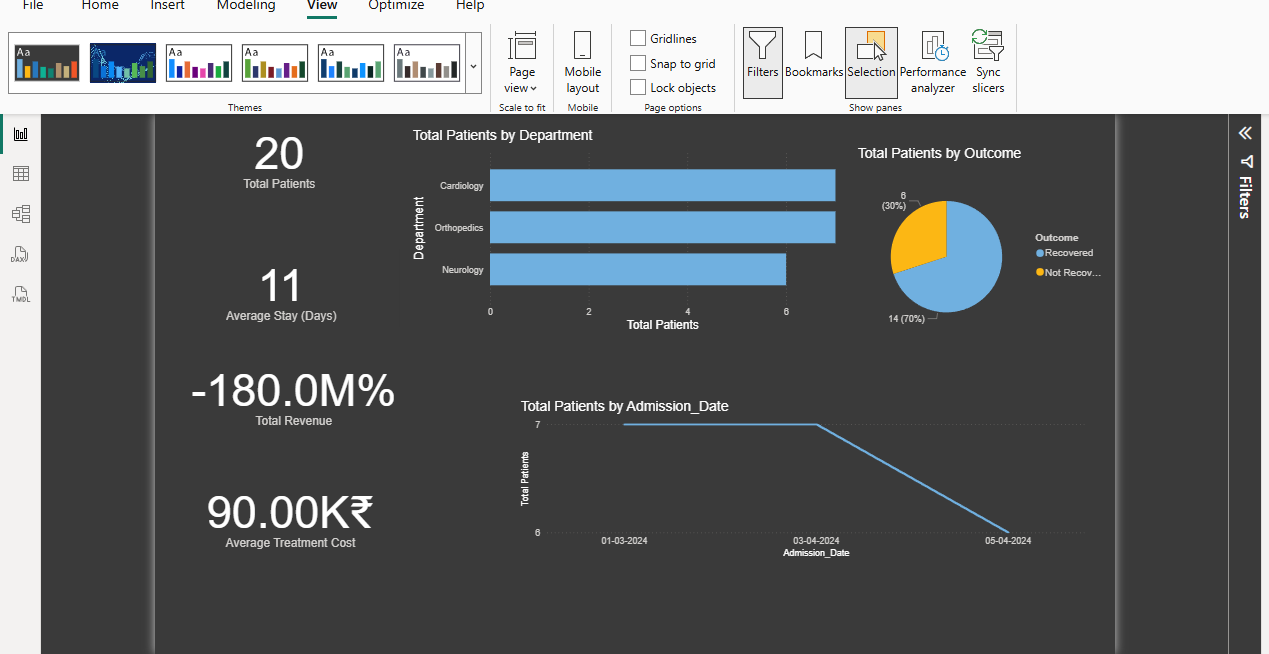 File Home Insert Modeling View Optimize Help
Aa Aa Aa Aa Aa
Page view
Mobile layout
Gridlines
Snap to grid
Lock objects
Filters
Bookmarks
Selection
Performance analyzer
Sync slicers
Themes
Scale to fit
Mobile
Page options
Show panes
DAX
TMDL
20
Total Patients
11
Average Stay (Days)
-180.0M%
Total Revenue
90.00K₹
Average Treatment Cost
Total Patients by Department
Department
Cardiology
Orthopedics
Neurology
0 2 4 6
Total Patients
Total Patients by Outcome
6
(30%)
14 (70%)
Outcome
Recovered
Not Recov...
Total Patients by Admission_Date
Total Patients
7
6
01-03-2024 03-04-2024 05-04-2024
Admission_Date
Filters